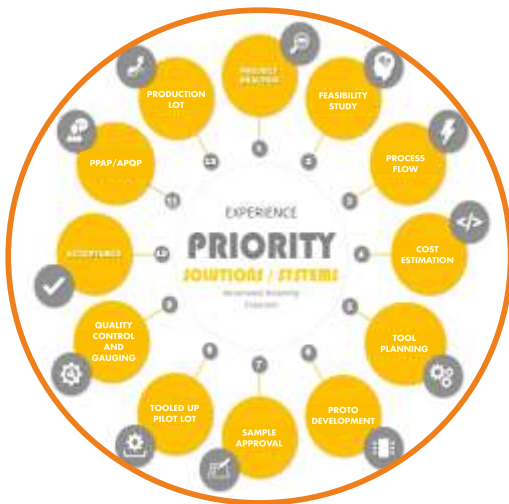 PROJECT
ANALYSIS
1
FEASIBILITY
STUDY
2
PROCESS
FLOW
3
COST
ESTIMATION
4
TOOL
PLANNING
5
PROTO
DEVELOPMENT
6
SAMPLE
APPROVAL
7
TOOLED UP
PILOT LOT
8
QUALITY
CONTROL
AND
GAUGING
9
ACCEPTANCE
10
PPAP/APQP
11
PRODUCTION
LOT
12
EXPERIENCE
PRIORITY
SOLUTIONS / SYSTEMS